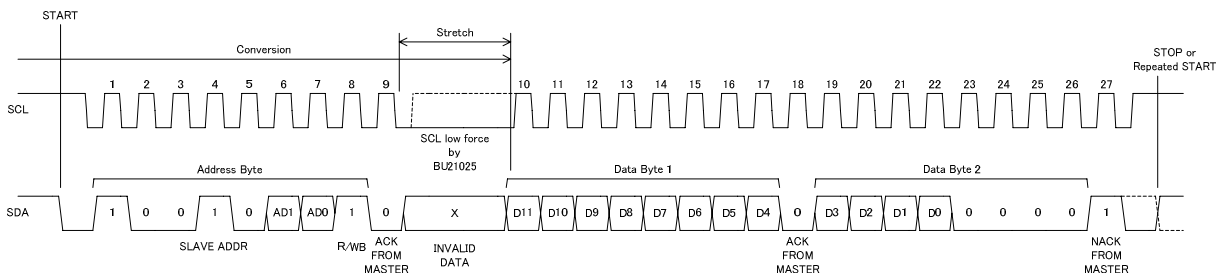 START
Stretch
Conversion
STOP or
Repeated START
1 2 3 4 5 6 7 8 9 10 11 12 13 14 15 16 17 18 19 20 21 22 23 24 25 26 27
SCL
SCL low force
by
BU21025
Address Byte
Data Byte 1
Data Byte 2
SDA
1 0 0 1 0 AD1 AD0 1 0 X D11 D10 D9 D8 D7 D6 D5 D4 0 D3 D2 D1 D0 0 0 0 0 1
SLAVE ADDR
R/WB
ACK
FROM
MASTER
INVALID
DATA
ACK
FROM
MASTER
NACK
FROM
MASTER